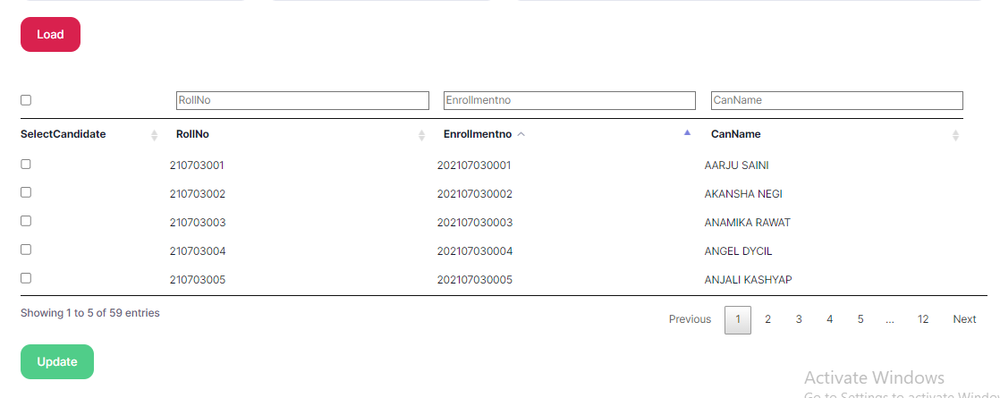 Load
RollNo Enrollmentno CanName
SelectCandidate RollNo Enrollmentno CanName
210703001 202107030001 AARJU SAINI
210703002 202107030002 AKANSHA NEGI
210703003 202107030003 ANAMIKA RAWAT
210703004 202107030004 ANGEL DYCIL
210703005 202107030005 ANJALI KASHYAP
Showing 1 to 5 of 59 entries
Previous 1 2 3 4 5 ... 12 Next
Update
Activate Windows
Go to Settings to activate Windo